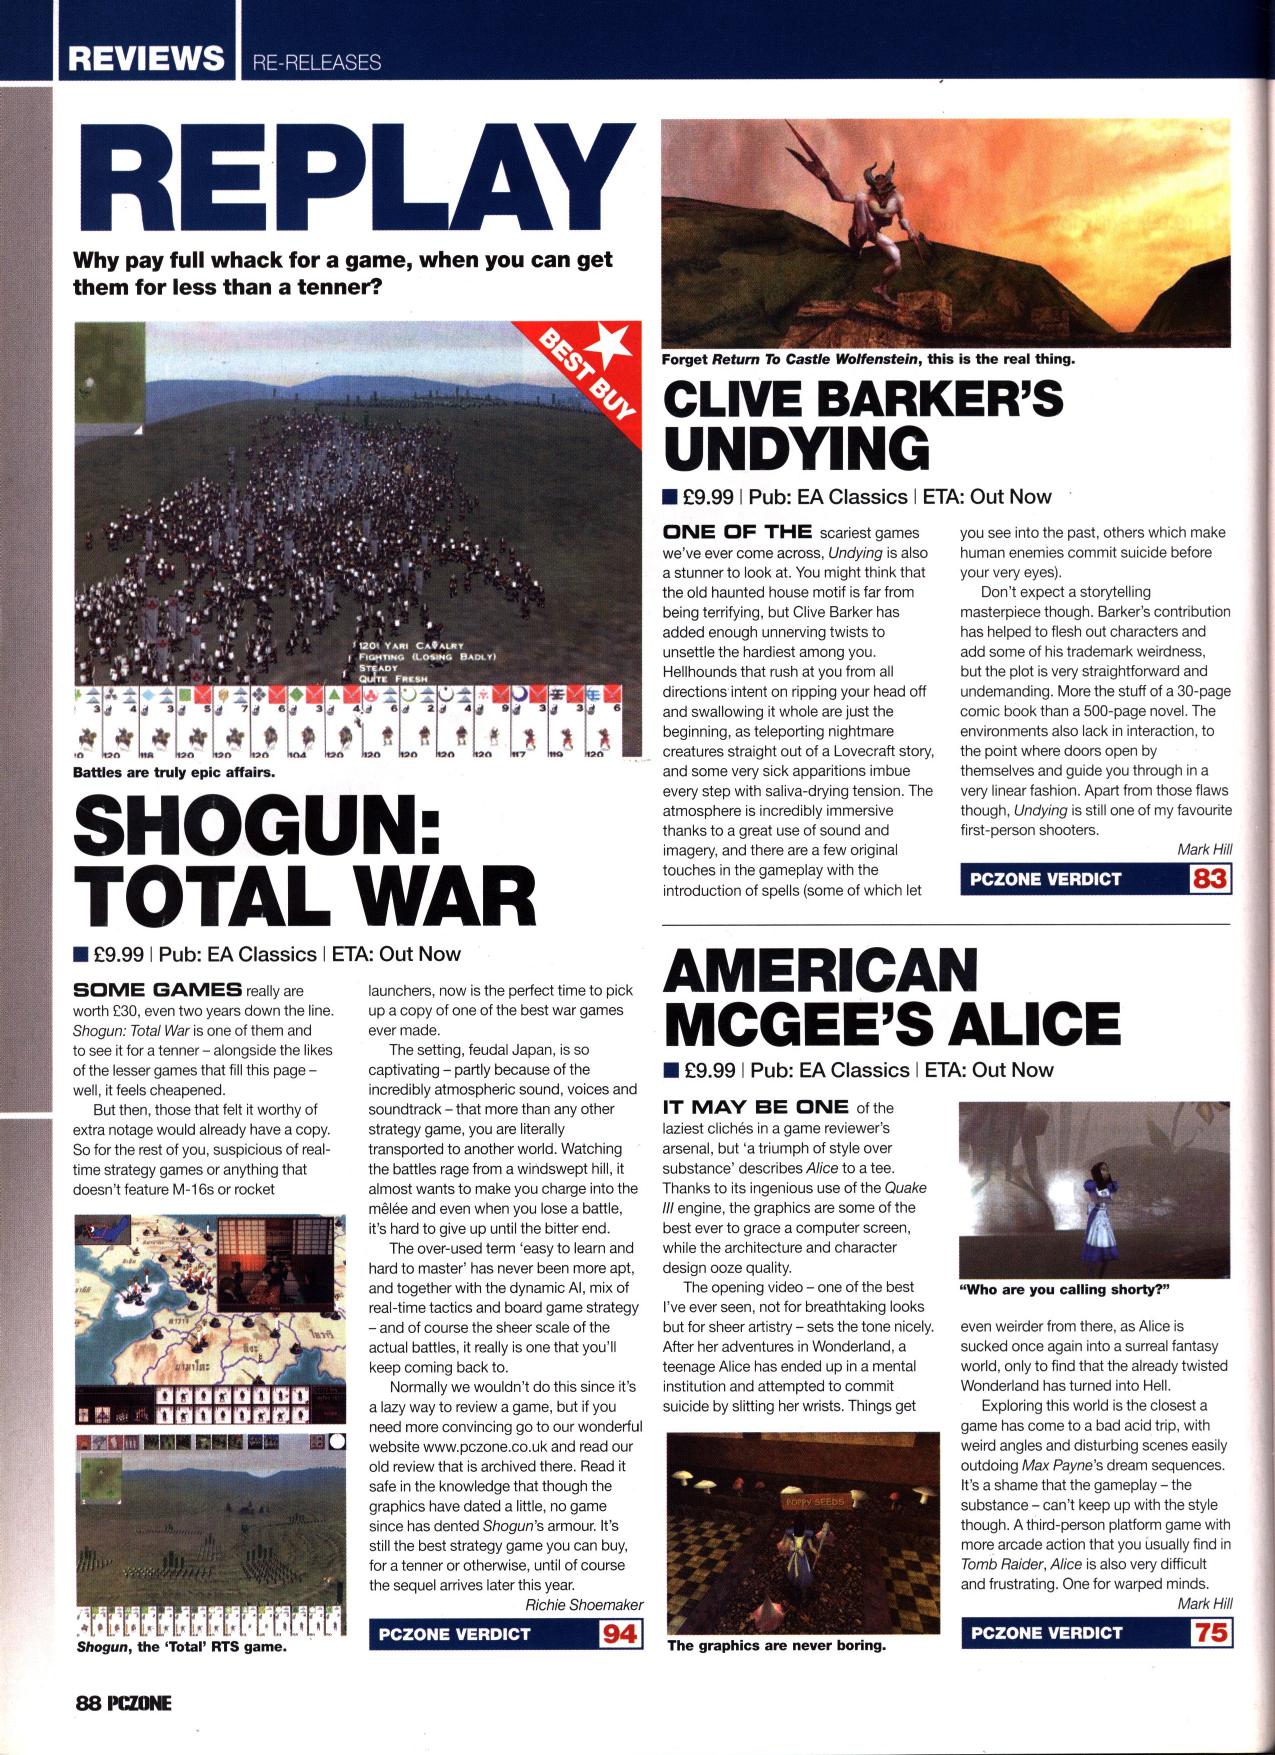 REVIEWS
RE-RELEASES
REPLAY
Why pay full whack for a game, when you can get
them for less than a tenner?
BEST BUY
1201 YARI CAVALRY
FIGHTING (LOSING BADLY)
STEADY
QUITE FRESH
Battles are truly epic affairs.
SHOGUN:
TOTAL WAR
£9.99 | Pub: EA Classics | ETA: Out Now
SOME GAMES really are
worth £30, even two years down the line.
Shogun: Total War is one of them and
to see it for a tenner – alongside the likes
of the lesser games that fill this page –
well, it feels cheapened.
But then, those that felt it worthy of
extra notage would already have a copy.
So for the rest of you, suspicious of real-
time strategy games or anything that
doesn't feature M-16s or rocket
Shogun, the 'Total' RTS game.
launchers, now is the perfect time to pick
up a copy of one of the best war games
ever made.
The setting, feudal Japan, is so
captivating – partly because of the
incredibly atmospheric sound, voices and
soundtrack – that more than any other
strategy game, you are literally
transported to another world. Watching
the battles rage from a windswept hill, it
almost wants to make you charge into the
mêlée and even when you lose a battle,
it's hard to give up until the bitter end.
The over-used term 'easy to learn and
hard to master' has never been more apt,
and together with the dynamic AI, mix of
real-time tactics and board game strategy
– and of course the sheer scale of the
actual battles, it really is one that you'll
keep coming back to.
Normally we wouldn't do this since it's
a lazy way to review a game, but if you
need more convincing go to our wonderful
website www.pczone.co.uk and read our
old review that is archived there. Read it
safe in the knowledge that though the
graphics have dated a little, no game
since has dented Shogun's armour. It's
still the best strategy game you can buy,
for a tenner or otherwise, until of course
the sequel arrives later this year.
Richie Shoemaker
PCZONE VERDICT 94
Forget Return To Castle Wolfenstein, this is the real thing.
CLIVE BARKER'S
UNDYING
£9.99 | Pub: EA Classics | ETA: Out Now
ONE OF THE scariest games
we've ever come across, Undying is also
a stunner to look at. You might think that
the old haunted house motif is far from
being terrifying, but Clive Barker has
added enough unnerving twists to
unsettle the hardiest among you.
Hellhounds that rush at you from all
directions intent on ripping your head off
and swallowing it whole are just the
beginning, as teleporting nightmare
creatures straight out of a Lovecraft story,
and some very sick apparitions imbue
every step with saliva-drying tension. The
atmosphere is incredibly immersive
thanks to a great use of sound and
imagery, and there are a few original
touches in the gameplay with the
introduction of spells (some of which let
you see into the past, others which make
human enemies commit suicide before
your very eyes).
Don't expect a storytelling
masterpiece though. Barker's contribution
has helped to flesh out characters and
add some of his trademark weirdness,
but the plot is very straightforward and
undemanding. More the stuff of a 30-page
comic book than a 500-page novel. The
environments also lack in interaction, to
the point where doors open by
themselves and guide you through in a
very linear fashion. Apart from those flaws
though, Undying is still one of my favourite
first-person shooters.
Mark Hill
PCZONE VERDICT 83
AMERICAN
MCGEE'S ALICE
£9.99 | Pub: EA Classics | ETA: Out Now
IT MAY BE ONE of the
laziest clichés in a game reviewer's
arsenal, but 'a triumph of style over
substance' describes Alice to a tee.
Thanks to its ingenious use of the Quake
III engine, the graphics are some of the
best ever to grace a computer screen,
while the architecture and character
design ooze quality.
The opening video – one of the best
I've ever seen, not for breathtaking looks
but for sheer artistry – sets the tone nicely.
After her adventures in Wonderland, a
teenage Alice has ended up in a mental
institution and attempted to commit
suicide by slitting her wrists. Things get
POPPY SEEDS
The graphics are never boring.
"Who are you calling shorty?"
even weirder from there, as Alice is
sucked once again into a surreal fantasy
world, only to find that the already twisted
Wonderland has turned into Hell.
Exploring this world is the closest a
game has come to a bad acid trip, with
weird angles and disturbing scenes easily
outdoing Max Payne's dream sequences.
It's a shame that the gameplay – the
substance – can't keep up with the style
though. A third-person platform game with
more arcade action that you usually find in
Tomb Raider, Alice is also very difficult
and frustrating. One for warped minds.
Mark Hill
PCZONE VERDICT 75
88 PCZONE